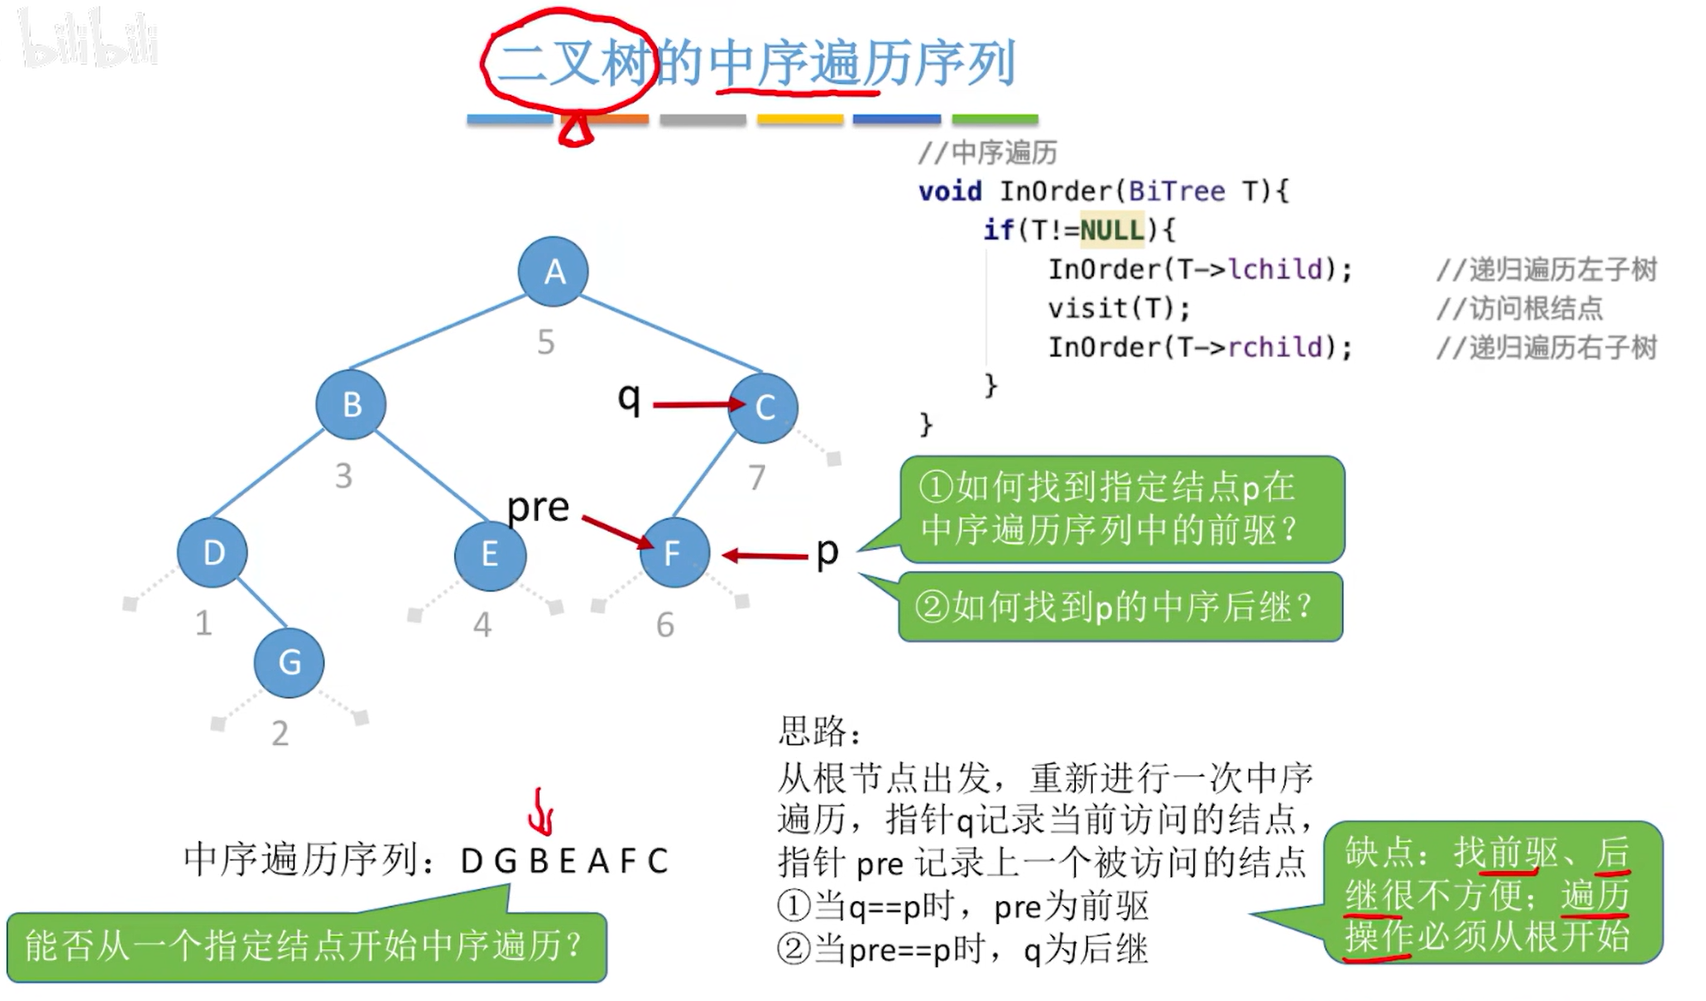 bilibili
二叉树的中序遍历序列
//中序遍历
void InOrder(BiTree T){
if(T!=NULL){
InOrder(T->lchild); //递归遍历左子树
visit(T); //访问根结点
InOrder(T->rchild); //递归遍历右子树
}
}
A
5
B
3
q
C
7
D
1
pre
E
4
F
6
p
G
2
①如何找到指定结点p在
中序遍历序列中的前驱？
②如何找到p的中序后继？
思路：
从根节点出发，重新进行一次中序
遍历，指针q记录当前访问的结点，
指针 pre 记录上一个被访问的结点
①当q==p时，pre为前驱
②当pre==p时，q为后继
中序遍历序列：D G B E A F C
能否从一个指定结点开始中序遍历？
缺点：找前驱、后
继很不方便；遍历
操作必须从根开始